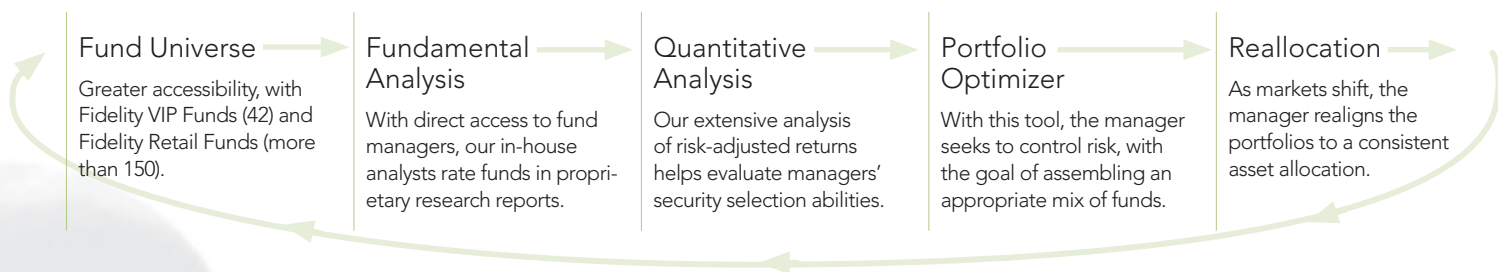 Fund Universe
Greater accessibility, with
Fidelity VIP Funds (42) and
Fidelity Retail Funds (more
than 150).
Fundamental
Analysis
With direct access to fund
managers, our in-house
analysts rate funds in propri-
etary research reports.
Quantitative
Analysis
Our extensive analysis
of risk-adjusted returns
helps evaluate managers’
security selection abilities.
Portfolio
Optimizer
With this tool, the manager
seeks to control risk, with
the goal of assembling an
appropriate mix of funds.
Reallocation
As markets shift, the
manager realigns the
portfolios to a consistent
asset allocation.